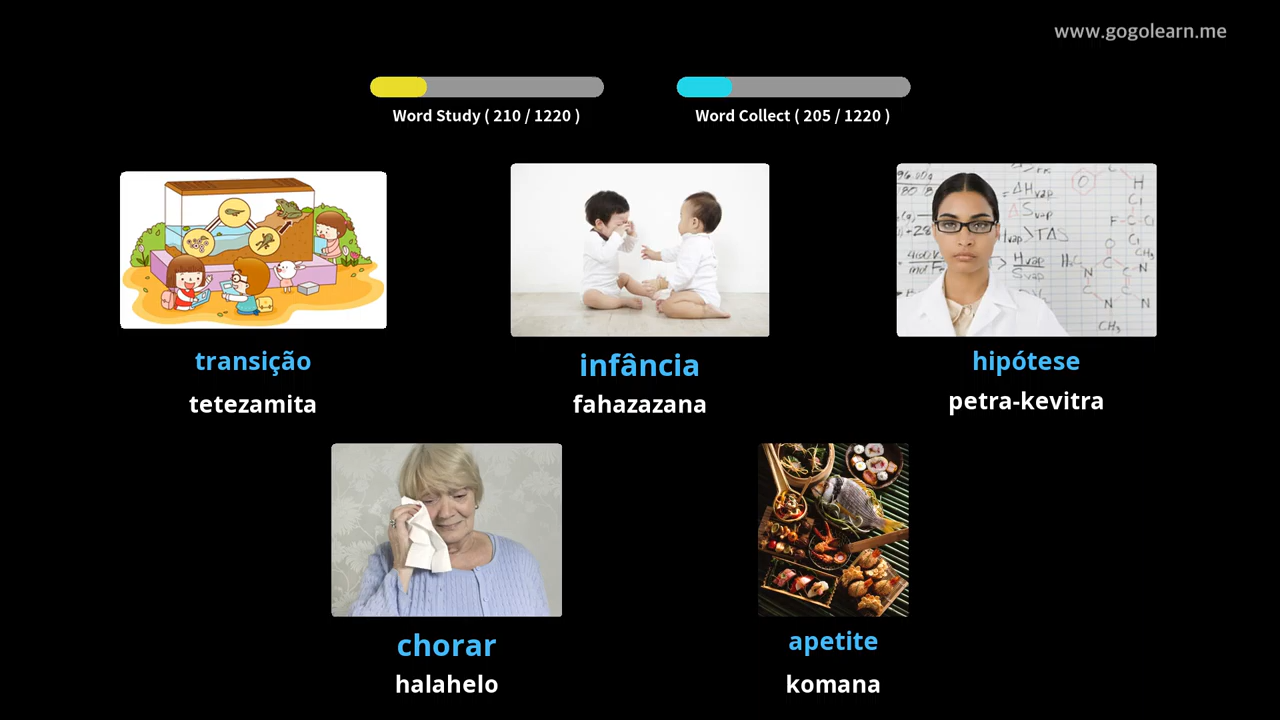 www.gogolearn.me
Word Study ( 210 / 1220 )
Word Collect ( 205 / 1220 )
transição
infância
hipótese
tetezamita
fahazazana
petra-kevitra
chorar
apetite
halahelo
komana